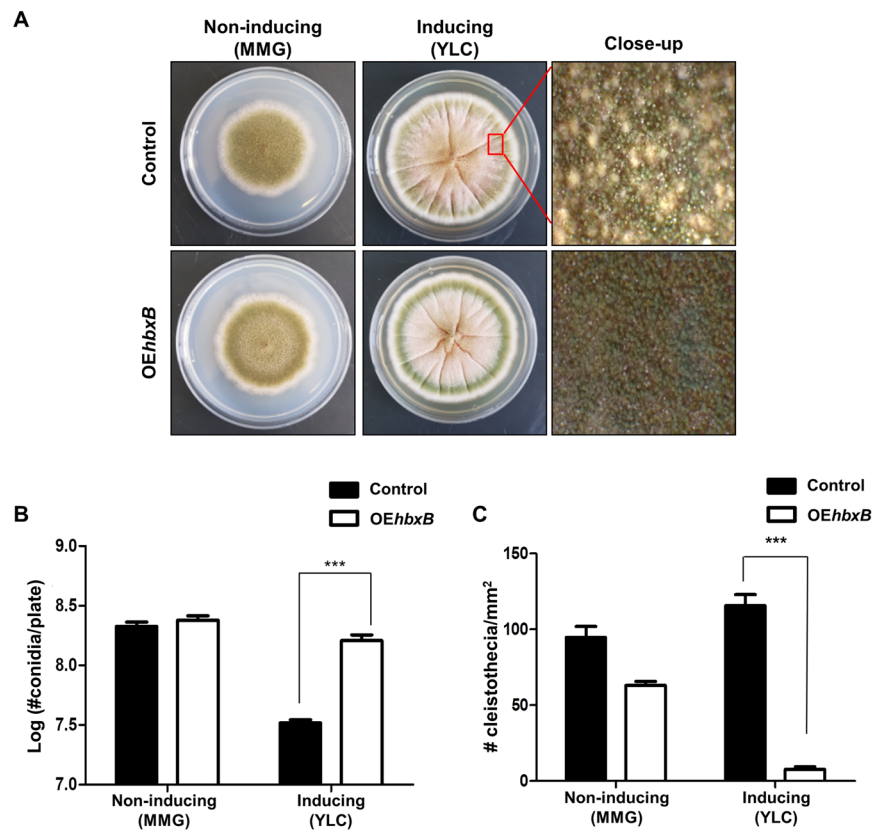 A
Non-inducing
(MMG)
Inducing
(YLC)
Close-up
Control
OEhbxB
B
Control
OEhbxB
Log (#conidia/plate)
9.0
8.5
8.0
7.5
7.0
***
Non-inducing
(MMG)
Inducing
(YLC)
C
Control
OEhbxB
# cleistothecia/mm²
150
100
50
0
***
Non-inducing
(MMG)
Inducing
(YLC)